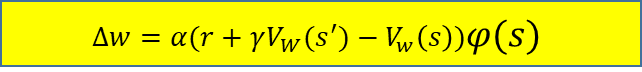 Δw = α(r + γV_W(s′) − V_w(s))φ(s)